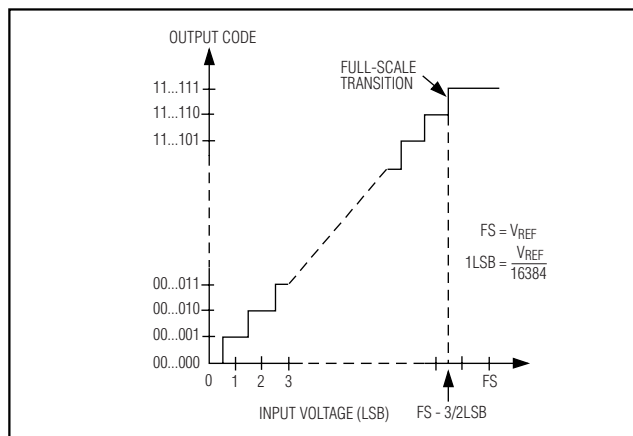 OUTPUT CODE
FULL-SCALE
TRANSITION
11...111
11...110
11...101
FS = VREF
1LSB = VREF
16384
00...011
00...010
00...001
00...000
0 1 2 3 FS
INPUT VOLTAGE (LSB) FS - 3/2LSB